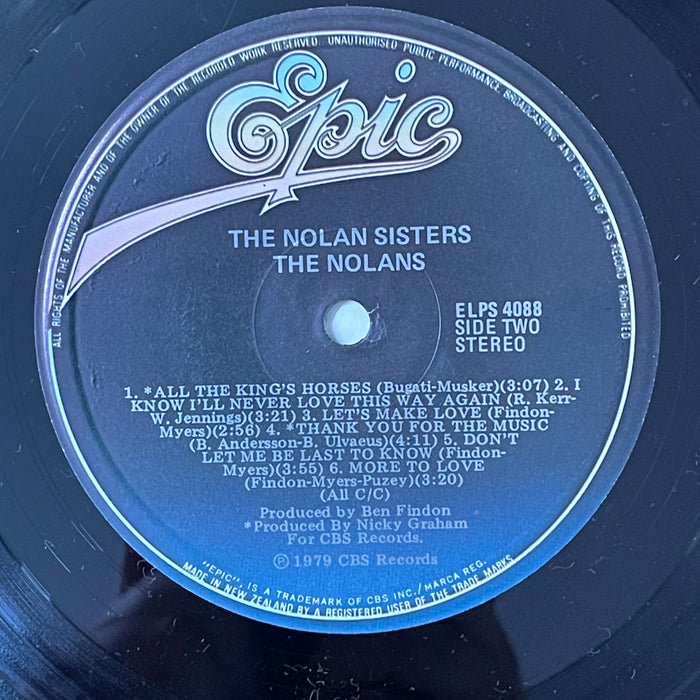 ALL RIGHTS OF THE MANUFACTURER AND OF THE OWNER OF THE RECORDED WORK RESERVED. UNAUTHORISED PUBLIC PERFORMANCE, BROADCASTING AND COPYING OF THIS RECORD PROHIBITED
Epic
THE NOLAN SISTERS
THE NOLANS
ELPS 4088
SIDE TWO
STEREO
1. *ALL THE KING'S HORSES (Bugati-Musker)(3:07) 2. I
KNOW I'LL NEVER LOVE THIS WAY AGAIN (R. Kerr-
W. Jennings)(3:21) 3. LET'S MAKE LOVE (Findon-
Myers)(2:56) 4. *THANK YOU FOR THE MUSIC
(B. Andersson-B. Ulvaeus)(4:11) 5. DON'T
LET ME BE LAST TO KNOW (Findon-
Myers)(3:55) 6. MORE TO LOVE
(Findon-Myers-Puzey)(3:20)
(All C/C)
Produced by Ben Findon
*Produced By Nicky Graham
For CBS Records.
Ⓟ 1979 CBS Records
"EPIC", IS A TRADEMARK OF CBS INC./MARCA REG.
MADE IN NEW ZEALAND BY A REGISTERED USER OF THE TRADE MARKS